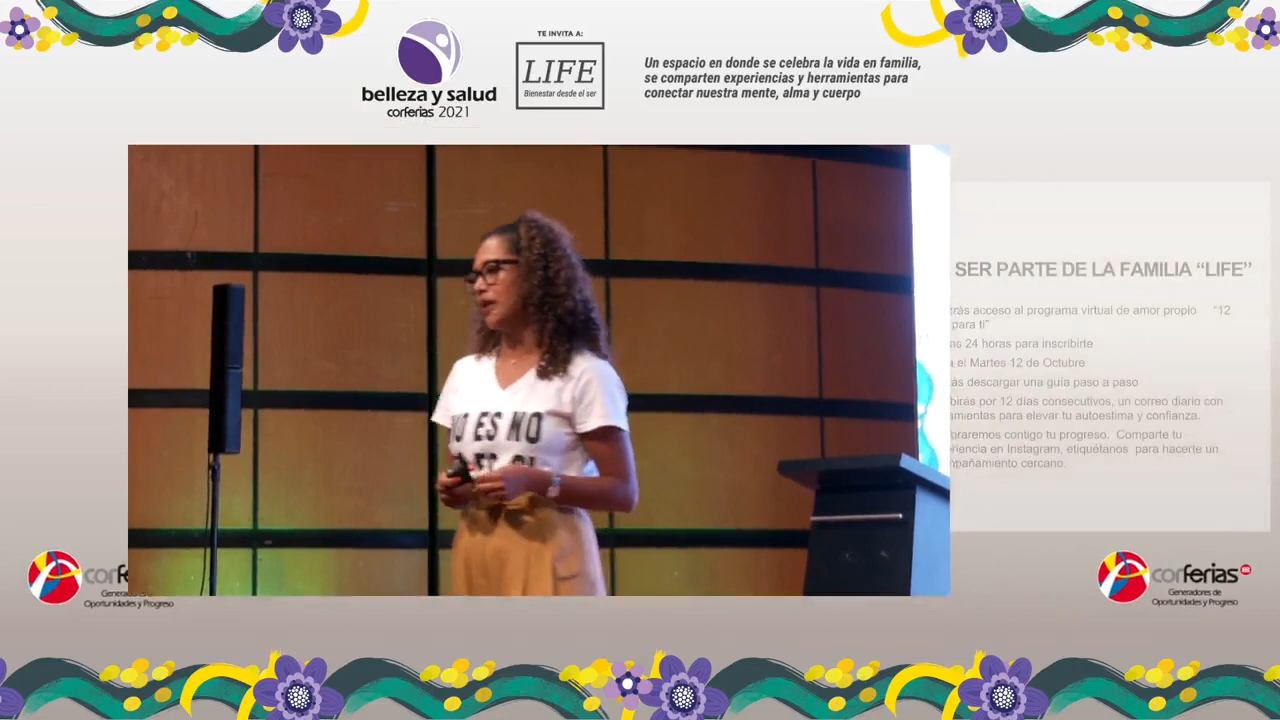 TE INVITA A:
LIFE
Bienestar desde el ser
belleza y salud
corferias 2021
Un espacio en donde se celebra la vida en familia,
se comparten experiencias y herramientas para
conectar nuestra mente, alma y cuerpo
ES NO
SER PARTE DE LA FAMILIA “LIFE”
acceso al programa virtual de amor propio “12
para ti”
24 horas para inscribirte
el Martes 12 de Octubre
descargar una guía paso a paso
por 12 días consecutivos, un correo diario con
para elevar tu autoestima y confianza.
contigo tu progreso. Comparte tu
en Instagram, etiquétanos para hacerte un
cercano.
Oportunidades y Progreso
corferias
Generadores de
Oportunidades y Progreso